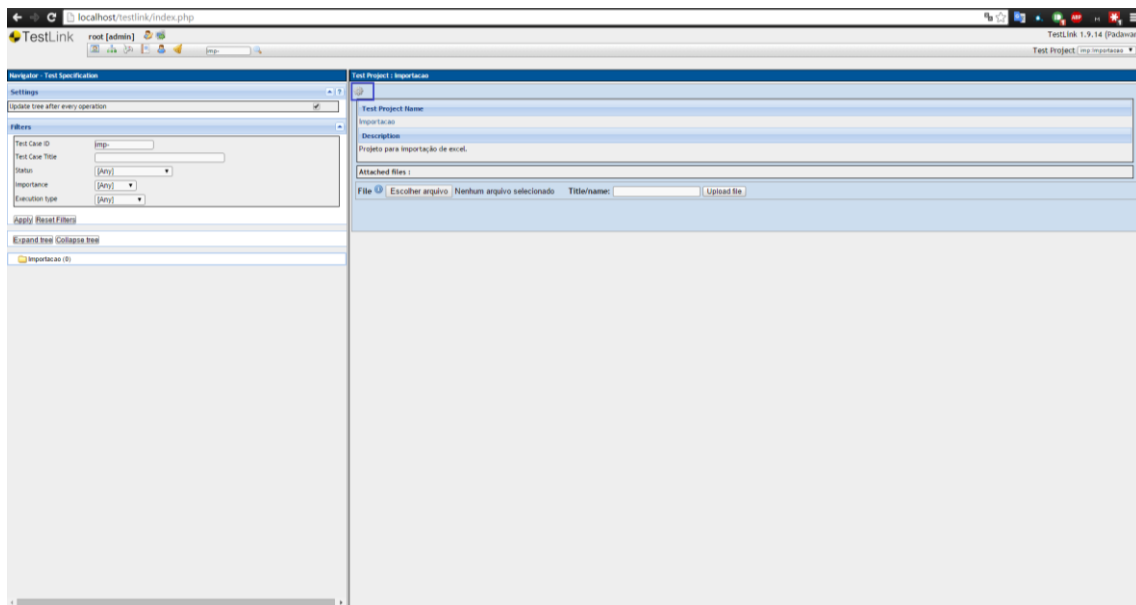 localhost/testlink/index.php
TestLink root [admin]
TestLink 1.9.14 (Padawan
imp-
Test Project imp:Importacao
Navigator - Test Specification
Settings
Update tree after every operation
Filters
Test Case ID imp-
Test Case Title
Status [Any]
Importance [Any]
Execution type [Any]
Apply Reset Filters
Expand tree Collapse tree
Importacao (0)
Test Project : Importacao
Test Project Name
Importacao
Description
Projeto para importação de excel.
Attached files :
File Escolher arquivo Nenhum arquivo selecionado Title/name: Upload file